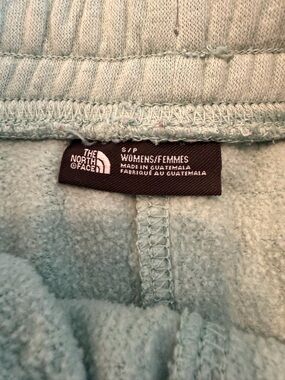 THE
NORTH
FACE
S/P
WOMENS/FEMMES
MADE IN GUATEMALA
FABRIQUÉ AU GUATEMALA